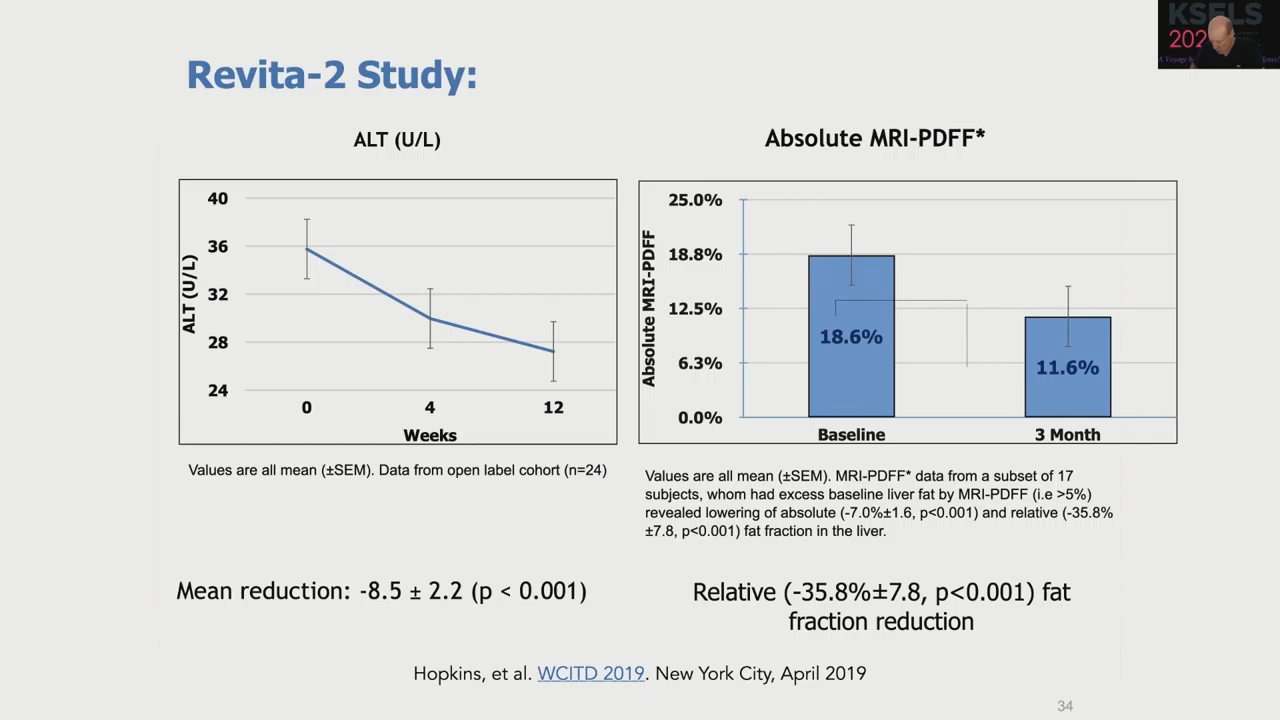 KSELS
202
A Voyage
Revita-2 Study:
ALT (U/L)
40
36
32
28
24
ALT (U/L)
0 4 12
Weeks
Values are all mean (±SEM). Data from open label cohort (n=24)
Mean reduction: -8.5 ± 2.2 (p < 0.001)
Absolute MRI-PDFF*
25.0%
18.8%
12.5%
6.3%
0.0%
Absolute MRI-PDFF
18.6%
11.6%
Baseline 3 Month
Values are all mean (±SEM). MRI-PDFF* data from a subset of 17
subjects, whom had excess baseline liver fat by MRI-PDFF (i.e >5%)
revealed lowering of absolute (-7.0%±1.6, p<0.001) and relative (-35.8%
±7.8, p<0.001) fat fraction in the liver.
Relative (-35.8%±7.8, p<0.001) fat
fraction reduction
Hopkins, et al. WCITD 2019. New York City, April 2019
34